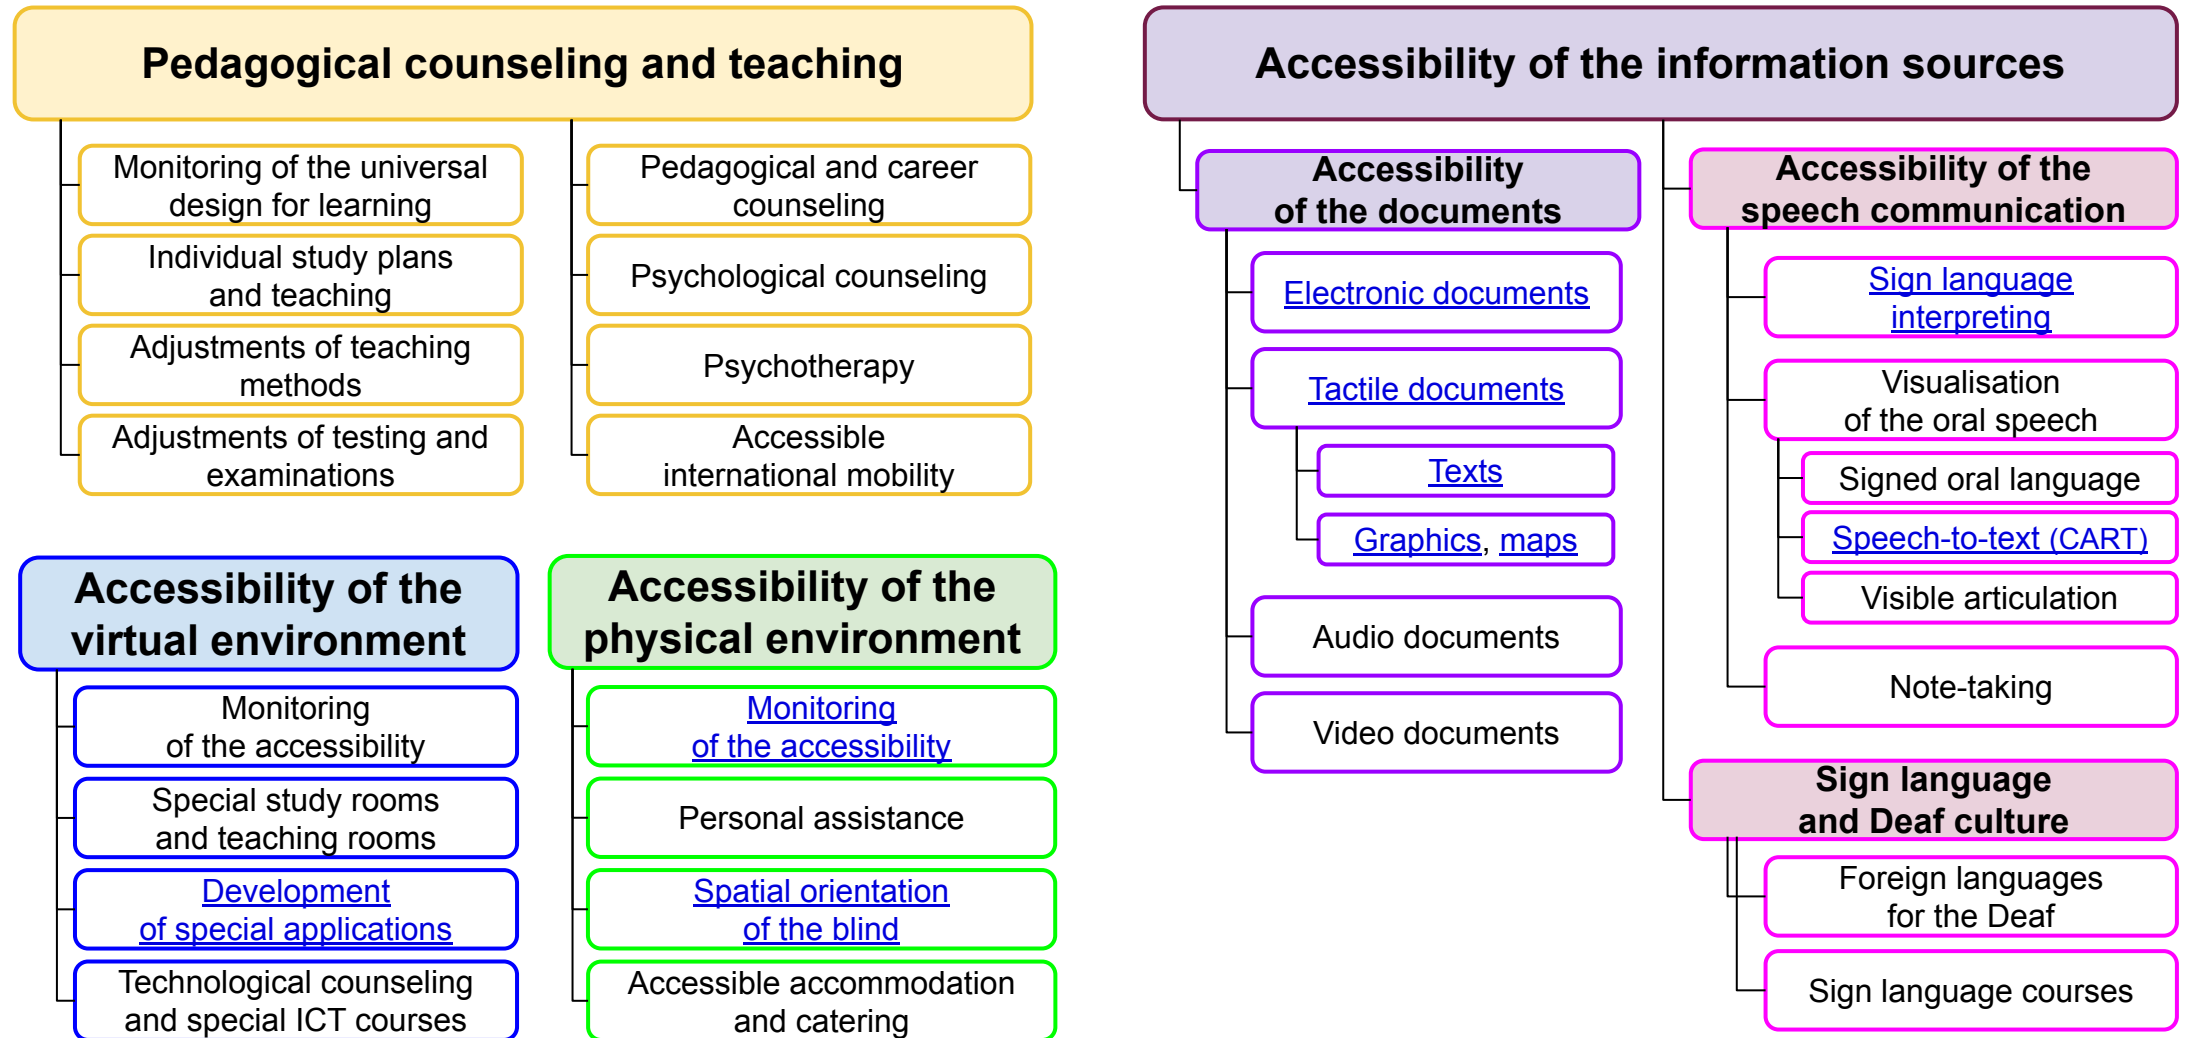 Pedagogical counseling and teaching
Monitoring of the universal
design for learning
Individual study plans
and teaching
Adjustments of teaching
methods
Adjustments of testing and
examinations
Pedagogical and career
counseling
Psychological counseling
Psychotherapy
Accessible
international mobility
Accessibility of the
virtual environment
Monitoring
of the accessibility
Special study rooms
and teaching rooms
Development
of special applications
Technological counseling
and special ICT courses
Accessibility of the
physical environment
Monitoring
of the accessibility
Personal assistance
Spatial orientation
of the blind
Accessible accommodation
and catering
Accessibility of the information sources
Accessibility
of the documents
Electronic documents
Tactile documents
Texts
Graphics, maps
Audio documents
Video documents
Accessibility of the
speech communication
Sign language
interpreting
Visualisation
of the oral speech
Signed oral language
Speech-to-text (CART)
Visible articulation
Note-taking
Sign language
and Deaf culture
Foreign languages
for the Deaf
Sign language courses